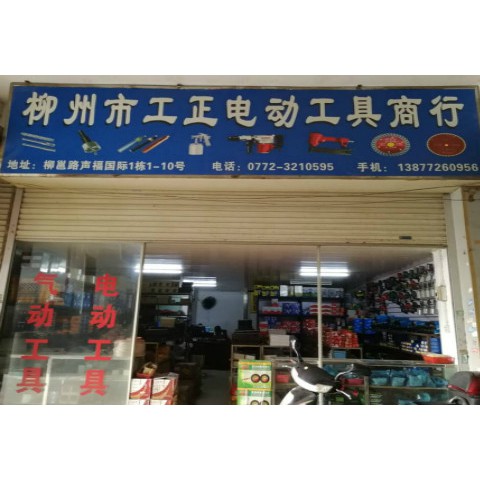 柳州市工正电动工具商行
地址：柳邕路声福国际1栋1-10号 电话：0772-3210595 手机：13877260956
气动工具
电动工具